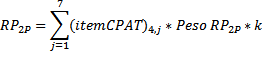 RP_{2P} = \sum_{j=1}^{7} (itemCPAT)_{4,j} * Peso RP_{2P} * k